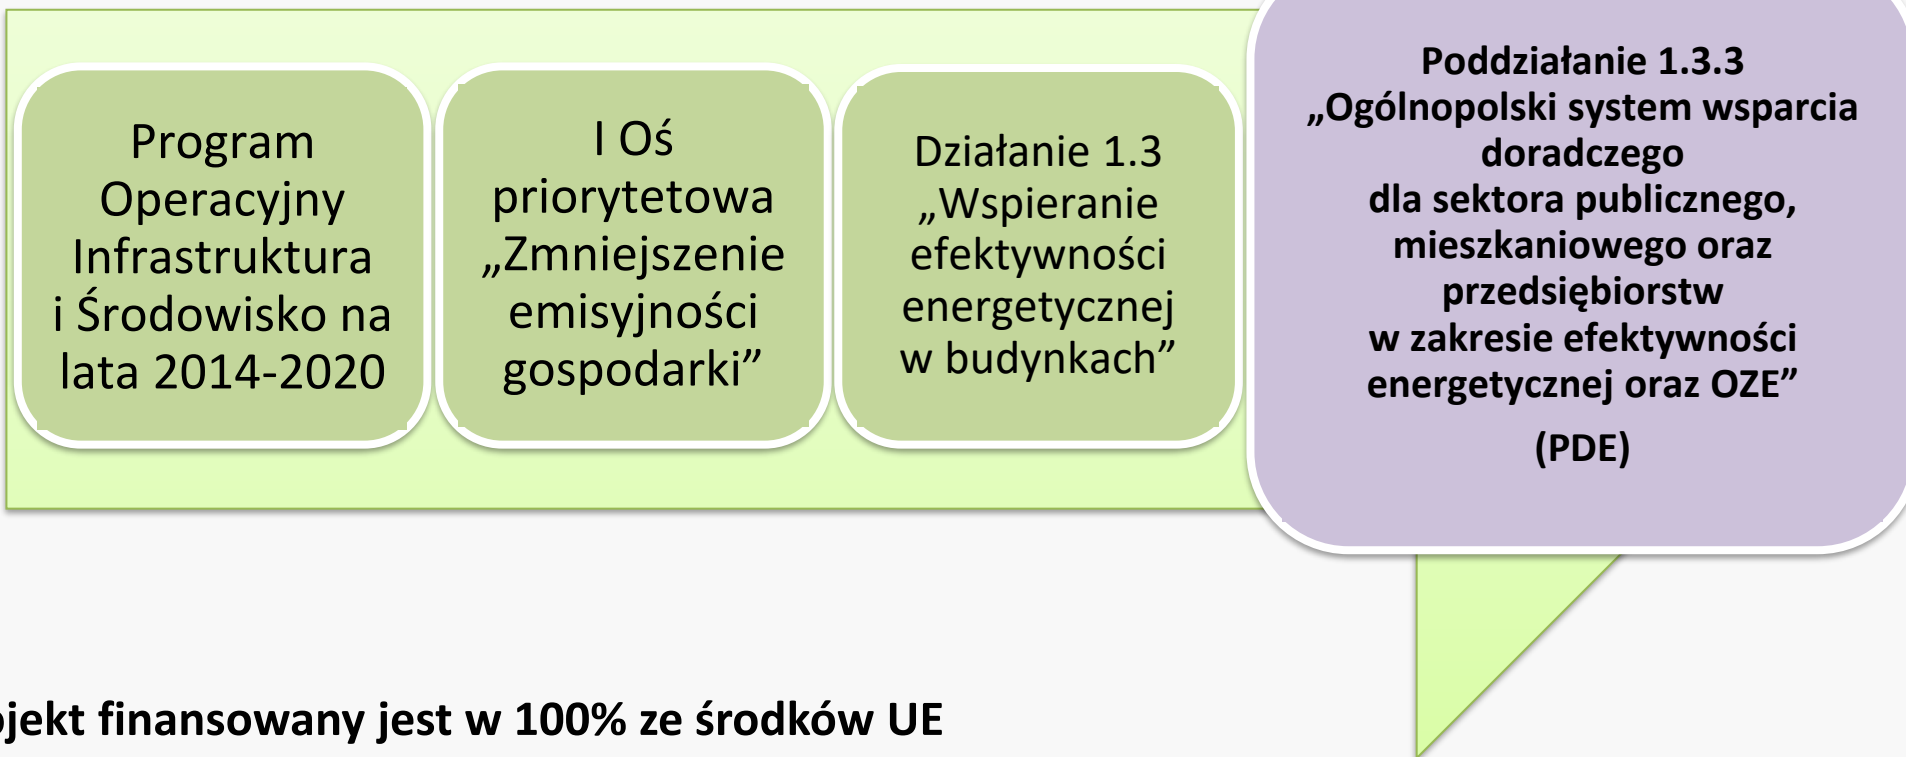 Program
Operacyjny
Infrastruktura
i Środowisko na
lata 2014-2020
I Oś
priorytetowa
„Zmniejszenie
emisyjności
gospodarki”
Działanie 1.3
„Wspieranie
efektywności
energetycznej
w budynkach”
Poddziałanie 1.3.3
„Ogólnopolski system wsparcia
doradczego
dla sektora publicznego,
mieszkaniowego oraz
przedsiębiorstw
w zakresie efektywności
energetycznej oraz OZE”
(PDE)
ojekt finansowany jest w 100% ze środków UE